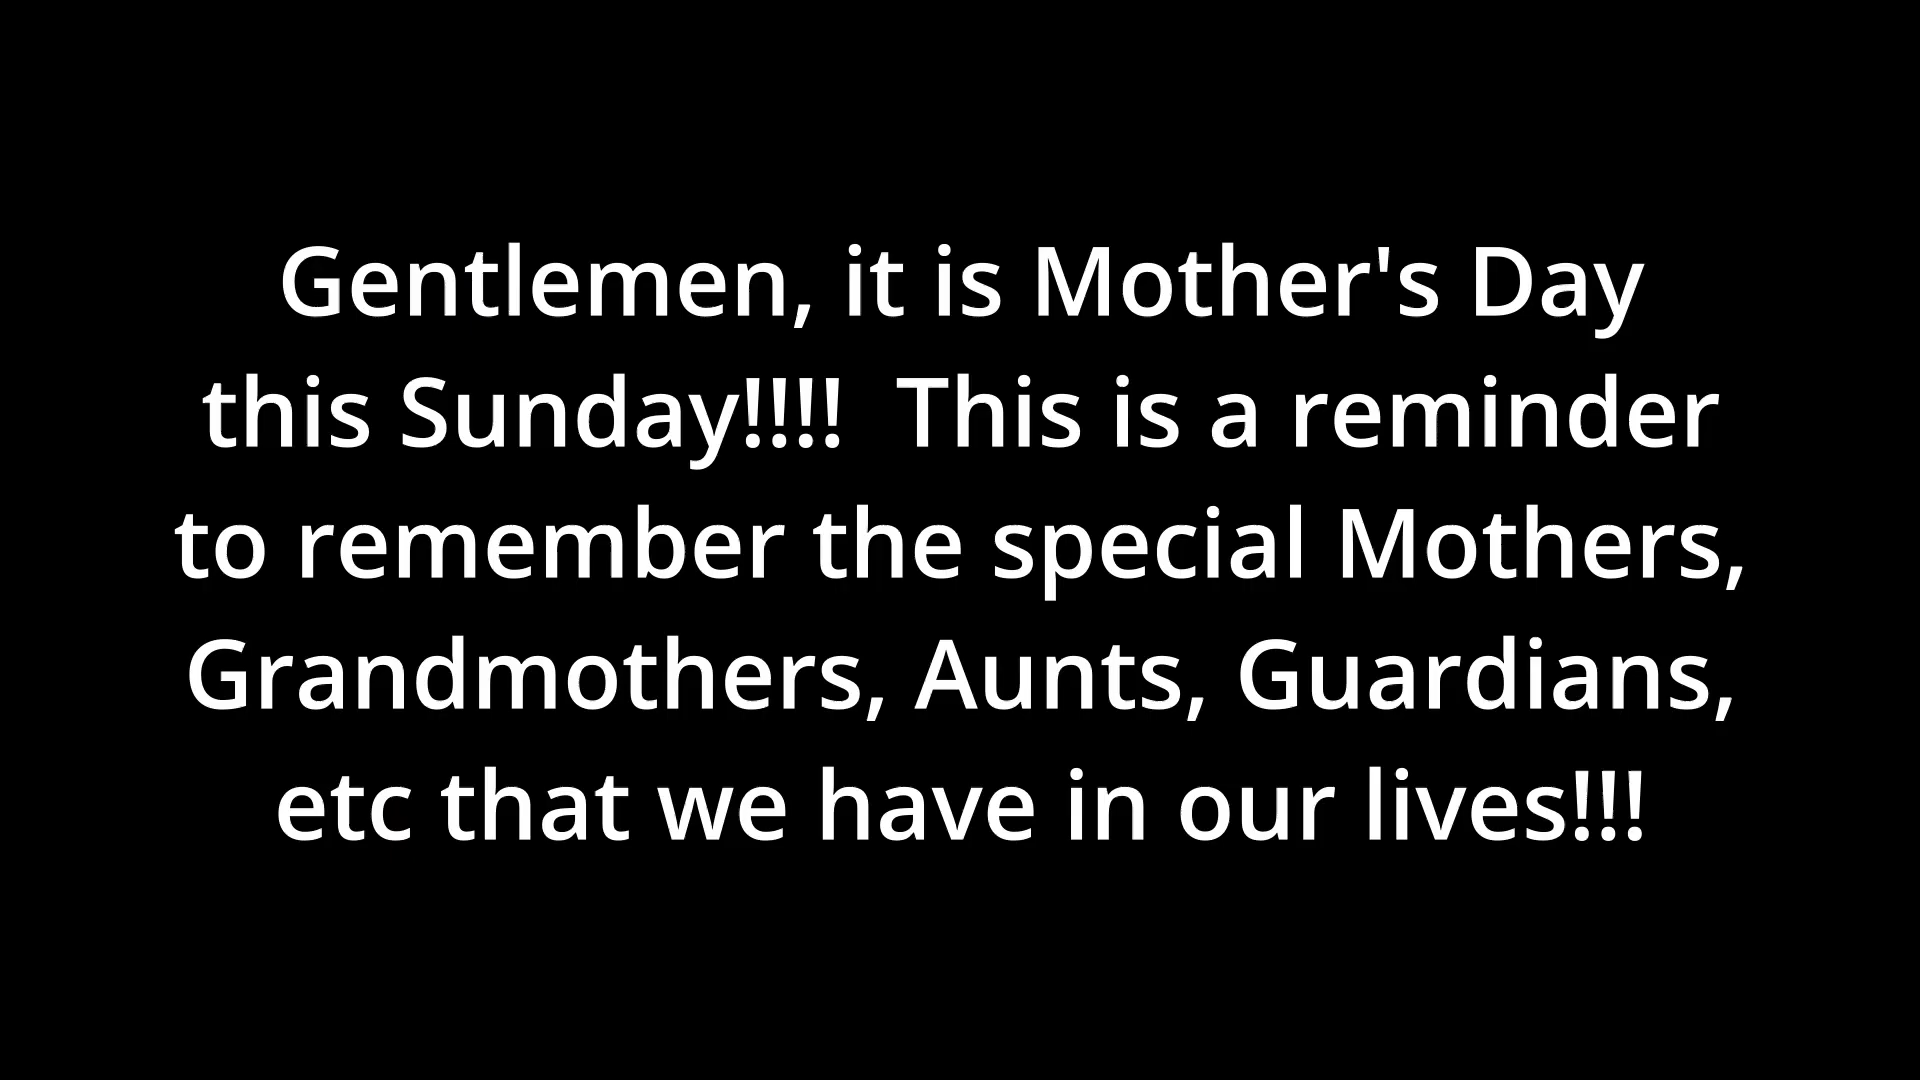 Gentlemen, it is Mother's Day
this Sunday!!!!  This is a reminder
to remember the special Mothers,
Grandmothers, Aunts, Guardians,
etc that we have in our lives!!!